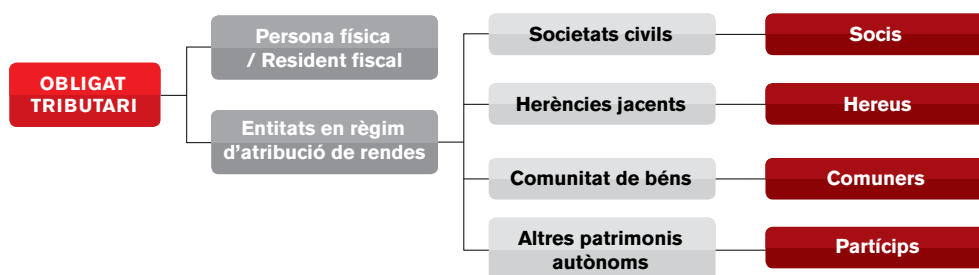 OBLIGAT
TRIBUTARI
Persona física
/ Resident fiscal
Entitats en règim
d’atribució de rendes
Societats civils
Socis
Herències jacents
Hereus
Comunitat de béns
Comuners
Altres patrimonis
autònoms
Partícips